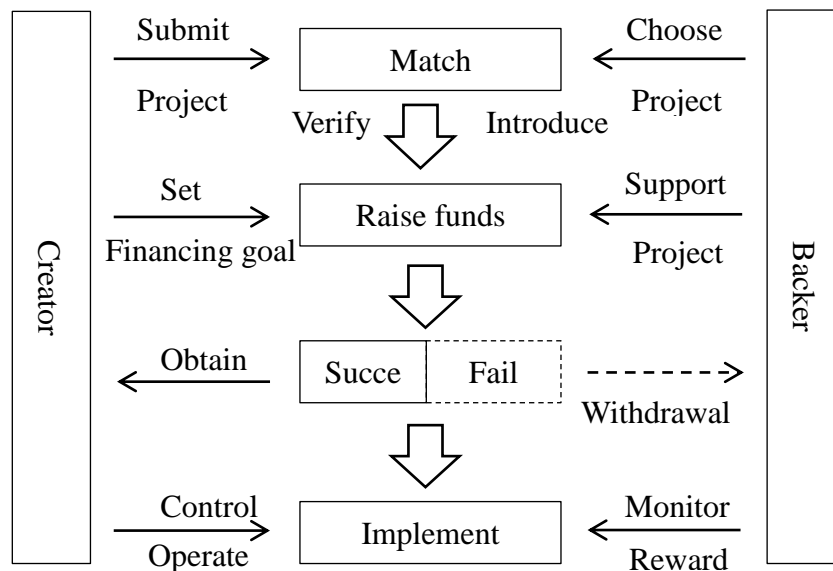 Submit
Choose
Match
Project
Project
Verify
Introduce
Set
Support
Raise funds
Financing goal
Project
Creator
Backer
Obtain
Succe
Fail
Withdrawal
Control
Monitor
Implement
Operate
Reward